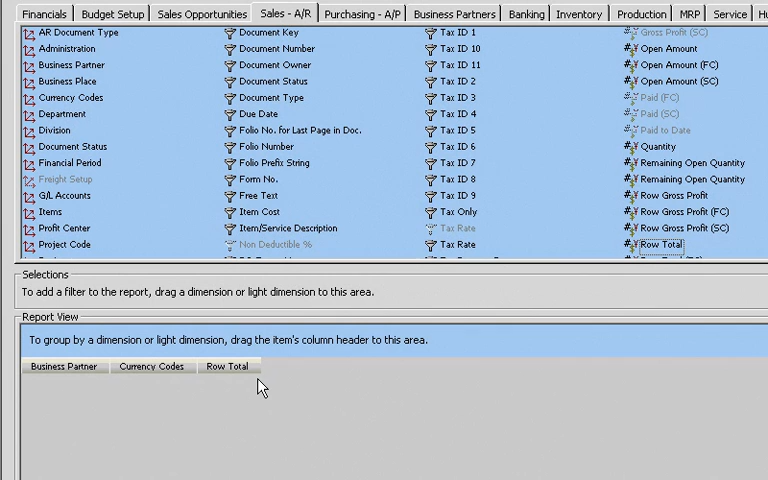 Financials Budget Setup Sales Opportunities Sales - A/R Purchasing - A/P Business Partners Banking Inventory Production MRP Service
AR Document Type Document Key Tax ID 1 Gross Profit (SC)
Administration Document Number Tax ID 10 Open Amount
Business Partner Document Owner Tax ID 11 Open Amount (FC)
Business Place Document Status Tax ID 2 Open Amount (SC)
Currency Codes Document Type Tax ID 3 Paid (FC)
Department Due Date Tax ID 4 Paid (SC)
Division Folio No. for Last Page in Doc. Tax ID 5 Paid to Date
Document Status Folio Number Tax ID 6 Quantity
Financial Period Folio Prefix String Tax ID 7 Remaining Open Quantity
Freight Setup Form No. Tax ID 8 Remaining Open Quantity
G/L Accounts Free Text Tax ID 9 Row Gross Profit
Items Item Cost Tax Only Row Gross Profit (FC)
Profit Center Item/Service Description Tax Rate Row Gross Profit (SC)
Project Code Non Deductible % Tax Rate Row Total
Selections
To add a filter to the report, drag a dimension or light dimension to this area.
Report View
To group by a dimension or light dimension, drag the item's column header to this area.
Business Partner Currency Codes Row Total